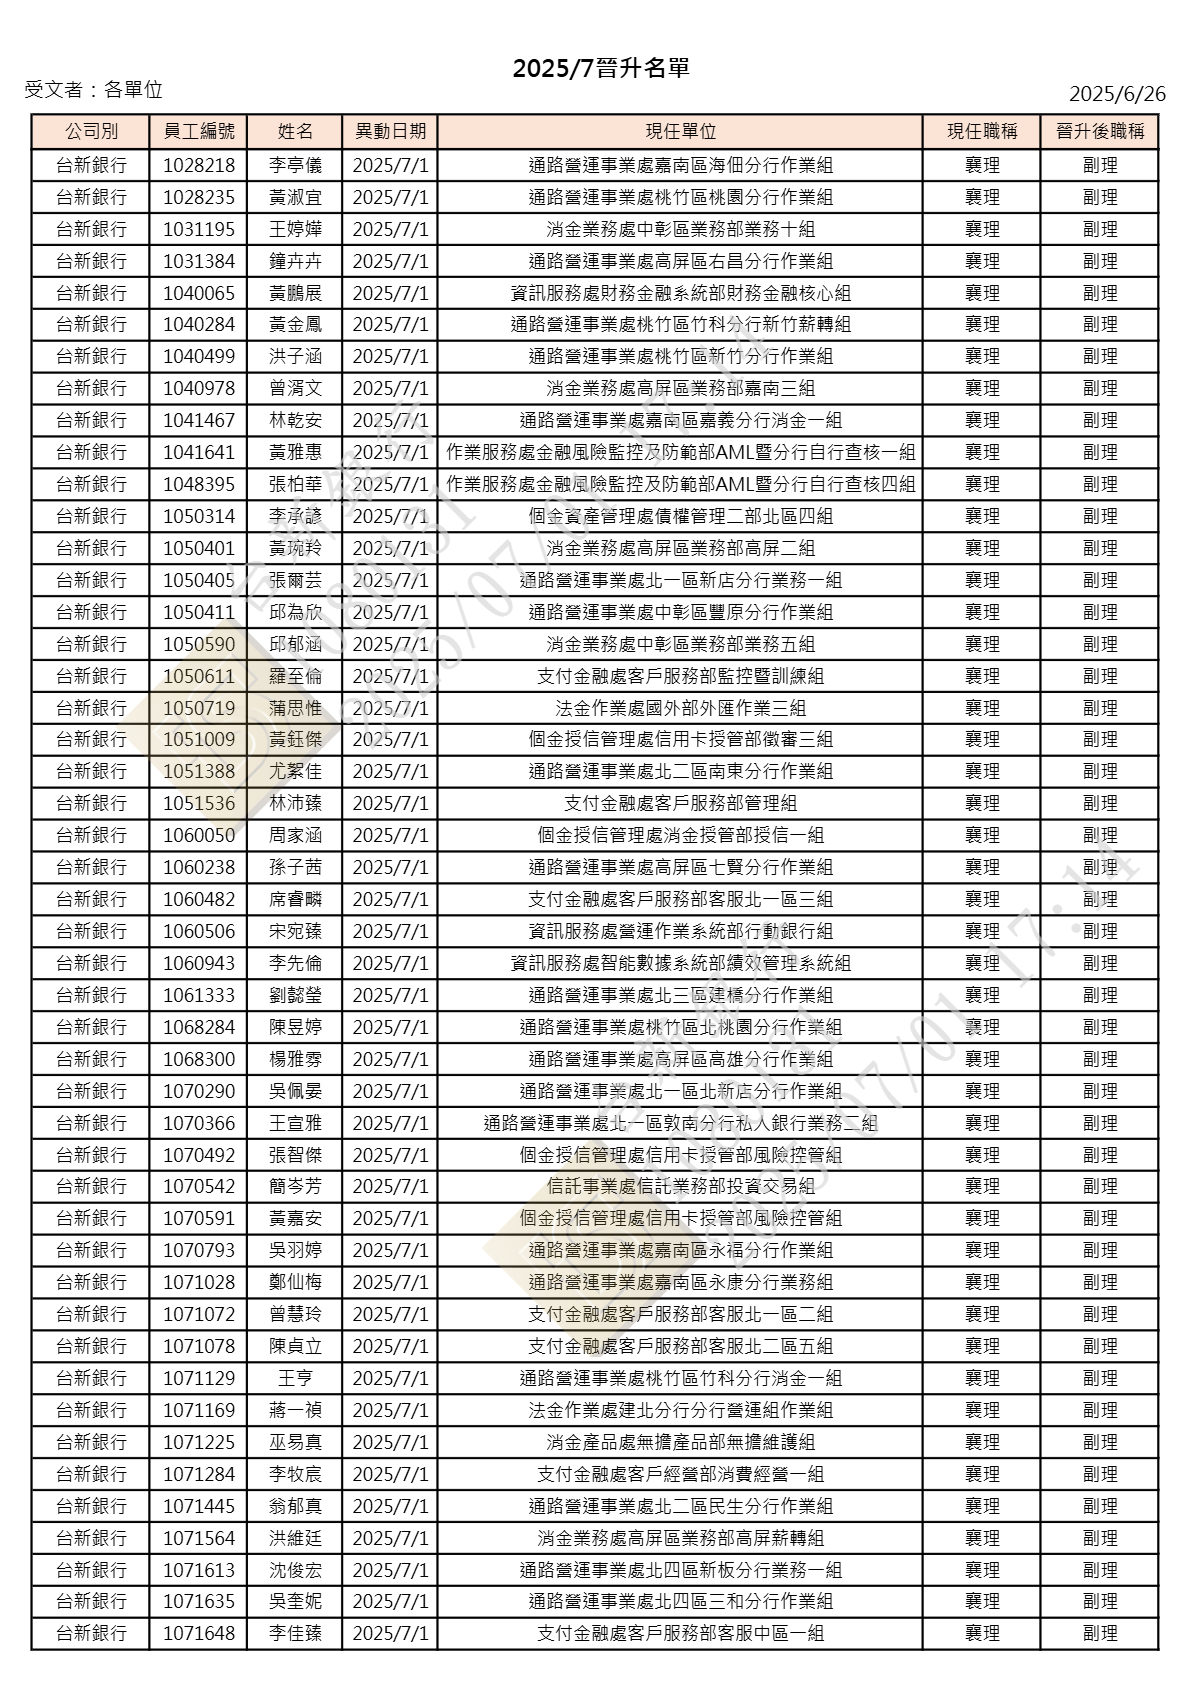 2025/7晉升名單
受文者：各單位
2025/6/26
公司別 員工編號 姓名 異動日期 現任單位 現任職稱 晉升後職稱
台新銀行 1028218 李亭儀 2025/7/1 通路營運事業處嘉南區海佃分行作業組 襄理 副理
台新銀行 1028235 黃淑宜 2025/7/1 通路營運事業處桃竹區桃園分行作業組 襄理 副理
台新銀行 1031195 王婷嬅 2025/7/1 消金業務處中彰區業務部業務十組 襄理 副理
台新銀行 1031384 鐘卉卉 2025/7/1 通路營運事業處高屏區右昌分行作業組 襄理 副理
台新銀行 1040065 黃鵬展 2025/7/1 資訊服務處財務金融系統部財務金融核心組 襄理 副理
台新銀行 1040284 黃金鳳 2025/7/1 通路營運事業處桃竹區竹科分行新竹薪轉組 襄理 副理
台新銀行 1040499 洪子涵 2025/7/1 通路營運事業處桃竹區新竹分行作業組 襄理 副理
台新銀行 1040978 曾湑文 2025/7/1 消金業務處高屏區業務部嘉南三組 襄理 副理
台新銀行 1041467 林乾安 2025/7/1 通路營運事業處嘉南區嘉義分行消金一組 襄理 副理
台新銀行 1041641 黃雅惠 2025/7/1 作業服務處金融風險監控及防範部AML暨分行自行查核一組 襄理 副理
台新銀行 1048395 張柏華 2025/7/1 作業服務處金融風險監控及防範部AML暨分行自行查核四組 襄理 副理
台新銀行 1050314 李承諺 2025/7/1 個金資產管理處債權管理二部北區四組 襄理 副理
台新銀行 1050401 黃琬羚 2025/7/1 消金業務處高屏區業務部高屏二組 襄理 副理
台新銀行 1050405 張爾芸 2025/7/1 通路營運事業處北一區新店分行業務一組 襄理 副理
台新銀行 1050411 邱為欣 2025/7/1 通路營運事業處中彰區豐原分行作業組 襄理 副理
台新銀行 1050590 邱郁涵 2025/7/1 消金業務處中彰區業務部業務五組 襄理 副理
台新銀行 1050611 羅至倫 2025/7/1 支付金融處客戶服務部監控暨訓練組 襄理 副理
台新銀行 1050719 蒲思惟 2025/7/1 法金作業處國外部外匯作業三組 襄理 副理
台新銀行 1051009 黃鈺傑 2025/7/1 個金授信管理處信用卡授管部徵審三組 襄理 副理
台新銀行 1051388 尤絮佳 2025/7/1 通路營運事業處北二區南東分行作業組 襄理 副理
台新銀行 1051536 林沛臻 2025/7/1 支付金融處客戶服務部管理組 襄理 副理
台新銀行 1060050 周家涵 2025/7/1 個金授信管理處消金授管部授信一組 襄理 副理
台新銀行 1060238 孫子茜 2025/7/1 通路營運事業處高屏區七賢分行作業組 襄理 副理
台新銀行 1060482 席睿疄 2025/7/1 支付金融處客戶服務部客服北一區三組 襄理 副理
台新銀行 1060506 宋宛臻 2025/7/1 資訊服務處營運作業系統部行動銀行組 襄理 副理
台新銀行 1060943 李先倫 2025/7/1 資訊服務處智能數據系統部績效管理系統組 襄理 副理
台新銀行 1061333 劉懿瑩 2025/7/1 通路營運事業處北三區建橋分行作業組 襄理 副理
台新銀行 1068284 陳昱婷 2025/7/1 通路營運事業處桃竹區北桃園分行作業組 襄理 副理
台新銀行 1068300 楊雅雰 2025/7/1 通路營運事業處高屏區高雄分行作業組 襄理 副理
台新銀行 1070290 吳佩晏 2025/7/1 通路營運事業處北一區北新店分行作業組 襄理 副理
台新銀行 1070366 王宣雅 2025/7/1 通路營運事業處北一區敦南分行私人銀行業務二組 襄理 副理
台新銀行 1070492 張智傑 2025/7/1 個金授信管理處信用卡授管部風險控管組 襄理 副理
台新銀行 1070542 簡岑芳 2025/7/1 信託事業處信託業務部投資交易組 襄理 副理
台新銀行 1070591 黃嘉安 2025/7/1 個金授信管理處信用卡授管部風險控管組 襄理 副理
台新銀行 1070793 吳羽婷 2025/7/1 通路營運事業處嘉南區永福分行作業組 襄理 副理
台新銀行 1071028 鄭仙梅 2025/7/1 通路營運事業處嘉南區永康分行業務組 襄理 副理
台新銀行 1071072 曾慧玲 2025/7/1 支付金融處客戶服務部客服北一區二組 襄理 副理
台新銀行 1071078 陳貞立 2025/7/1 支付金融處客戶服務部客服北二區五組 襄理 副理
台新銀行 1071129 王亨 2025/7/1 通路營運事業處桃竹區竹科分行消金一組 襄理 副理
台新銀行 1071169 蔣一禎 2025/7/1 法金作業處建北分行分行營運組作業組 襄理 副理
台新銀行 1071225 巫易真 2025/7/1 消金產品處無擔產品部無擔維護組 襄理 副理
台新銀行 1071284 李牧宸 2025/7/1 支付金融處客戶經營部消費經營一組 襄理 副理
台新銀行 1071445 翁郁真 2025/7/1 通路營運事業處北二區民生分行作業組 襄理 副理
台新銀行 1071564 洪維廷 2025/7/1 消金業務處高屏區業務部高屏薪轉組 襄理 副理
台新銀行 1071613 沈俊宏 2025/7/1 通路營運事業處北四區新板分行業務一組 襄理 副理
台新銀行 1071635 吳奎妮 2025/7/1 通路營運事業處北四區三和分行作業組 襄理 副理
台新銀行 1071648 李佳臻 2025/7/1 支付金融處客戶服務部客服中區一組 襄理 副理
台新銀行
1080131
2025/07/01 17:14
台新銀行
1080131
2025/07/01 17:14